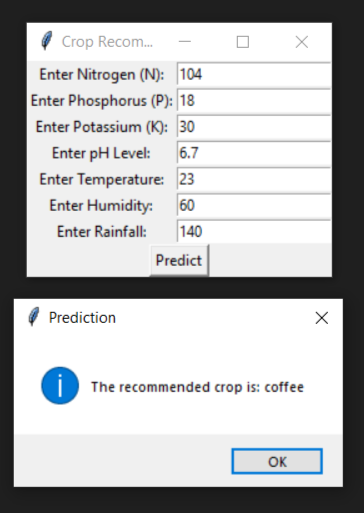 Crop Recom...
Enter Nitrogen (N): 104
Enter Phosphorus (P): 18
Enter Potassium (K): 30
Enter pH Level: 6.7
Enter Temperature: 23
Enter Humidity: 60
Enter Rainfall: 140
Predict
Prediction
i The recommended crop is: coffee
OK